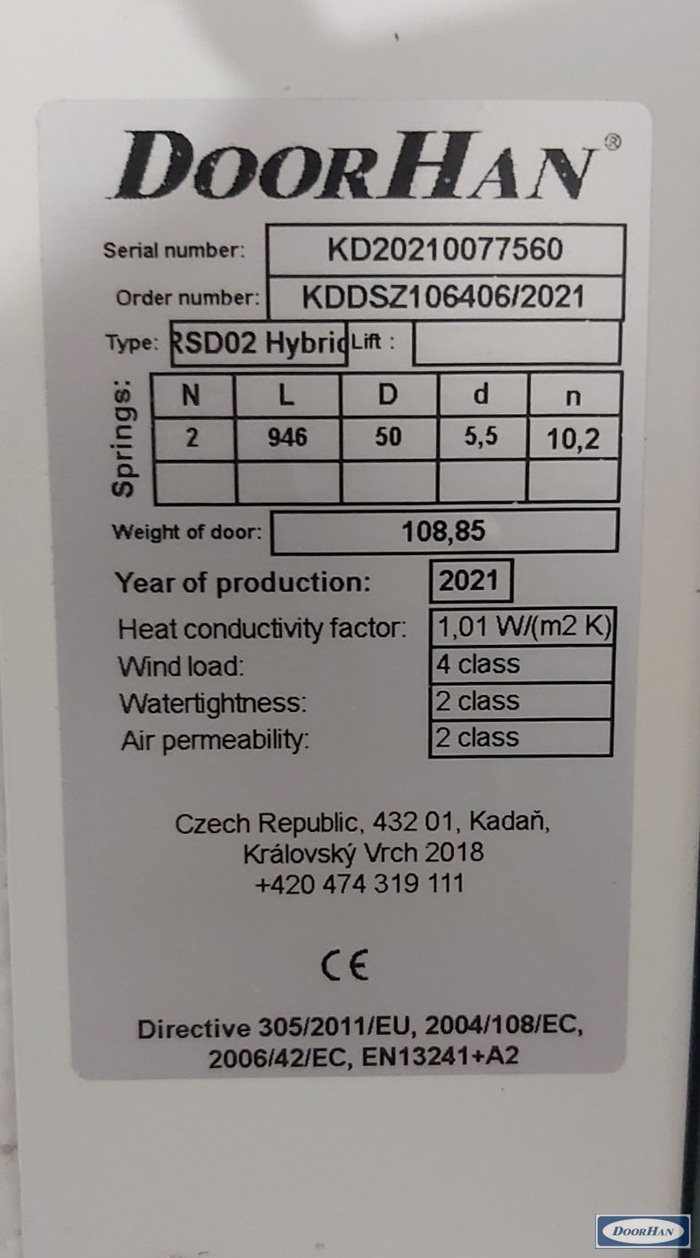 DOORHAN®
Serial number: KD20210077560
Order number: KDDSZ106406/2021
Type: RSD02 Hybrid Lift :
Springs:
N L D d n
2 946 50 5,5 10,2
Weight of door: 108,85
Year of production: 2021
Heat conductivity factor: 1,01 W/(m2 K)
Wind load: 4 class
Watertightness: 2 class
Air permeability: 2 class
Czech Republic, 432 01, Kadaň,
Královský Vrch 2018
+420 474 319 111
CE
Directive 305/2011/EU, 2004/108/EC,
2006/42/EC, EN13241+A2
DOORHAN